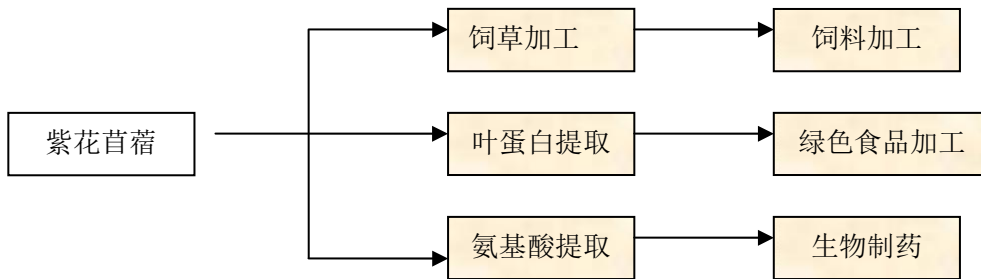 饲草加工
饲料加工
紫花苜蓿
叶蛋白提取
绿色食品加工
氨基酸提取
生物制药